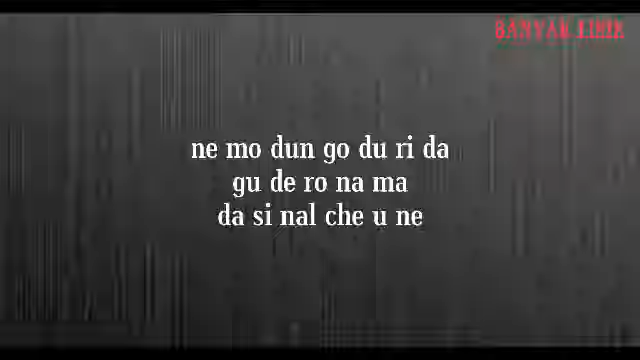 BANYAK LIRIK
ne mo dun go du ri da
gu de ro na ma
da si nal che u ne